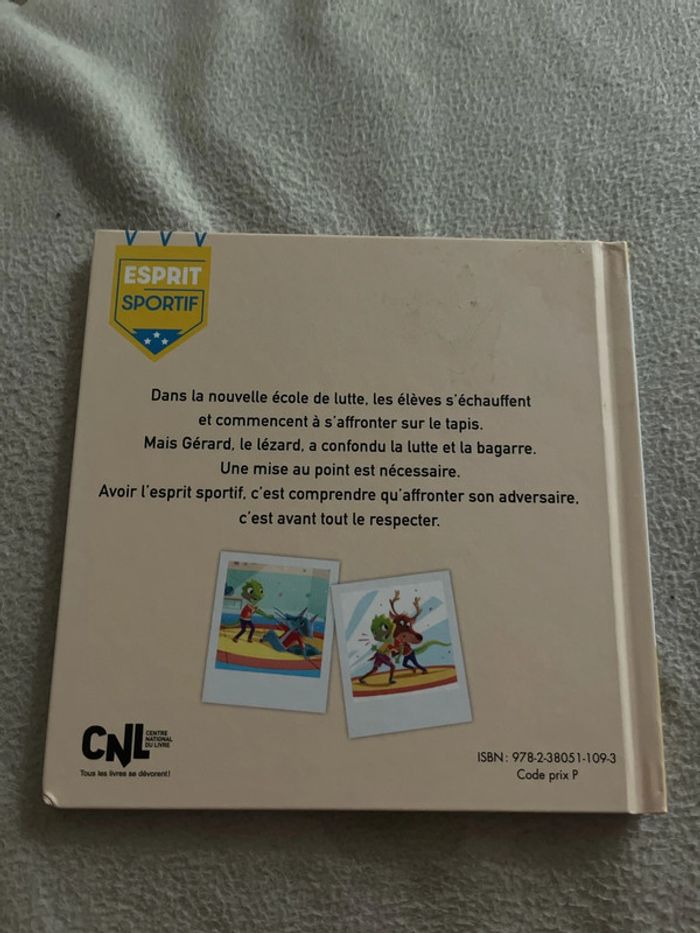 ESPRIT
SPORTIF
Dans la nouvelle école de lutte, les élèves s'échauffent
et commencent à s'affronter sur le tapis.
Mais Gérard, le lézard, a confondu la lutte et la bagarre.
Une mise au point est nécessaire.
Avoir l'esprit sportif, c'est comprendre qu'affronter son adversaire,
c'est avant tout le respecter.
CNL
CENTRE
NATIONAL
DU LIVRE
Tous les livres se dévorent!
ISBN : 978-2-38051-109-3
Code prix P